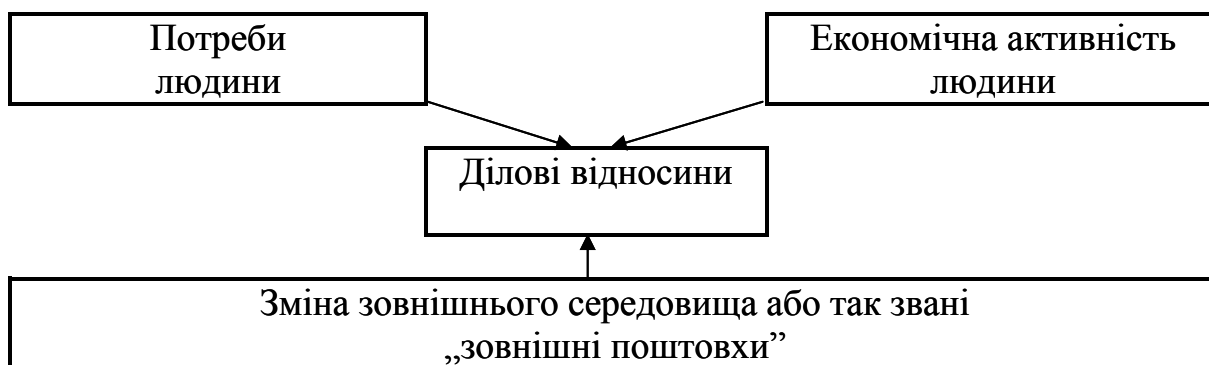 Потреби
людини
Економічна активність
людини
Ділові відносини
Зміна зовнішнього середовища або так звані
„зовнішні поштовхи”